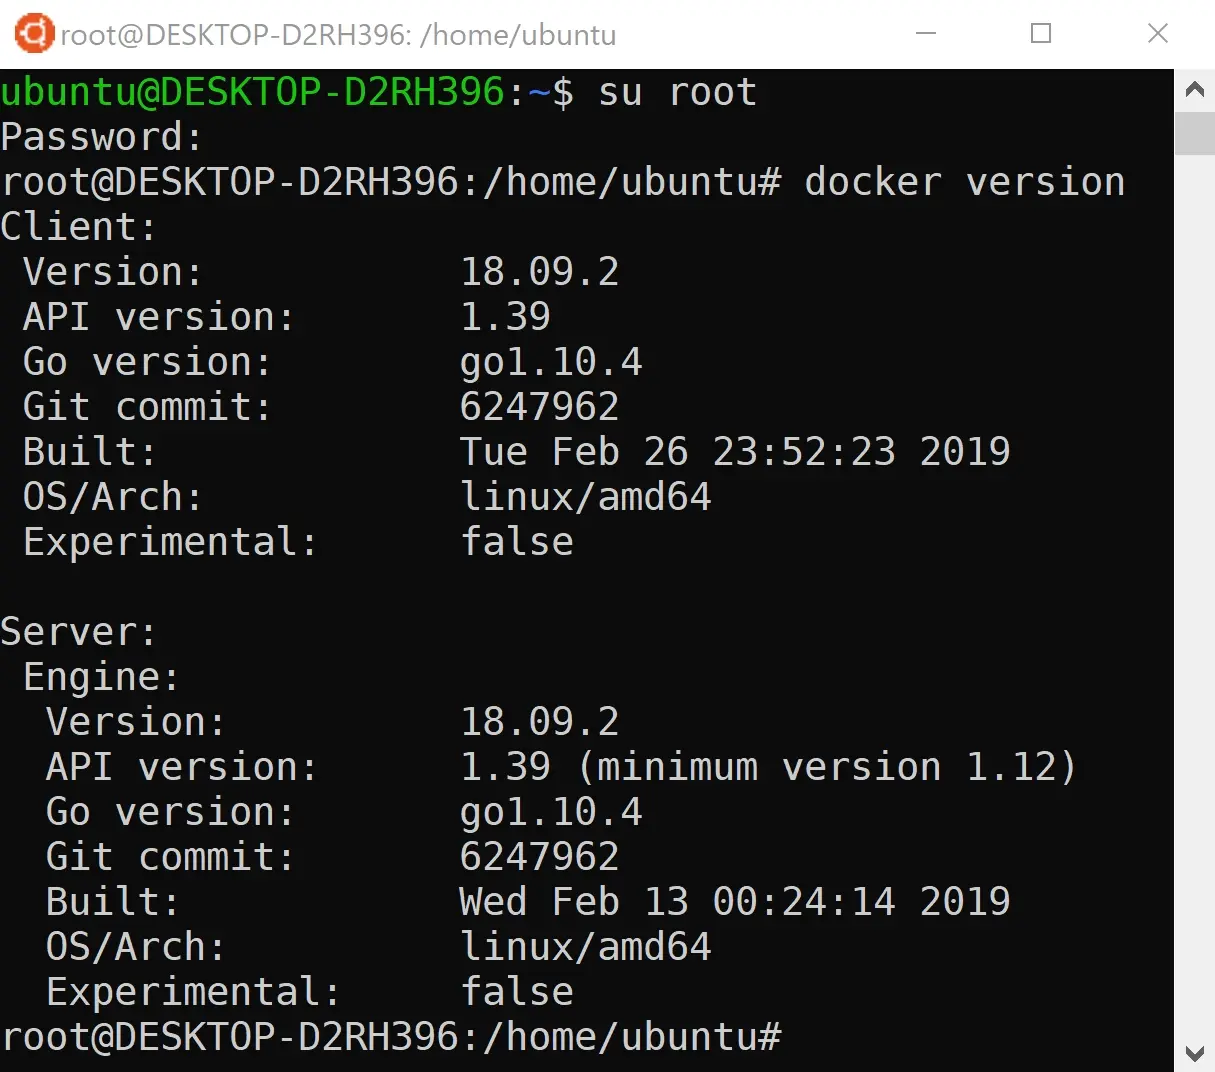 root@DESKTOP-D2RH396: /home/ubuntu
ubuntu@DESKTOP-D2RH396:~$ su root
Password:
root@DESKTOP-D2RH396:/home/ubuntu# docker version
Client:
 Version:           18.09.2
 API version:       1.39
 Go version:        go1.10.4
 Git commit:        6247962
 Built:             Tue Feb 26 23:52:23 2019
 OS/Arch:           linux/amd64
 Experimental:      false

Server:
 Engine:
  Version:          18.09.2
  API version:      1.39 (minimum version 1.12)
  Go version:       go1.10.4
  Git commit:       6247962
  Built:            Wed Feb 13 00:24:14 2019
  OS/Arch:          linux/amd64
  Experimental:     false
root@DESKTOP-D2RH396:/home/ubuntu#